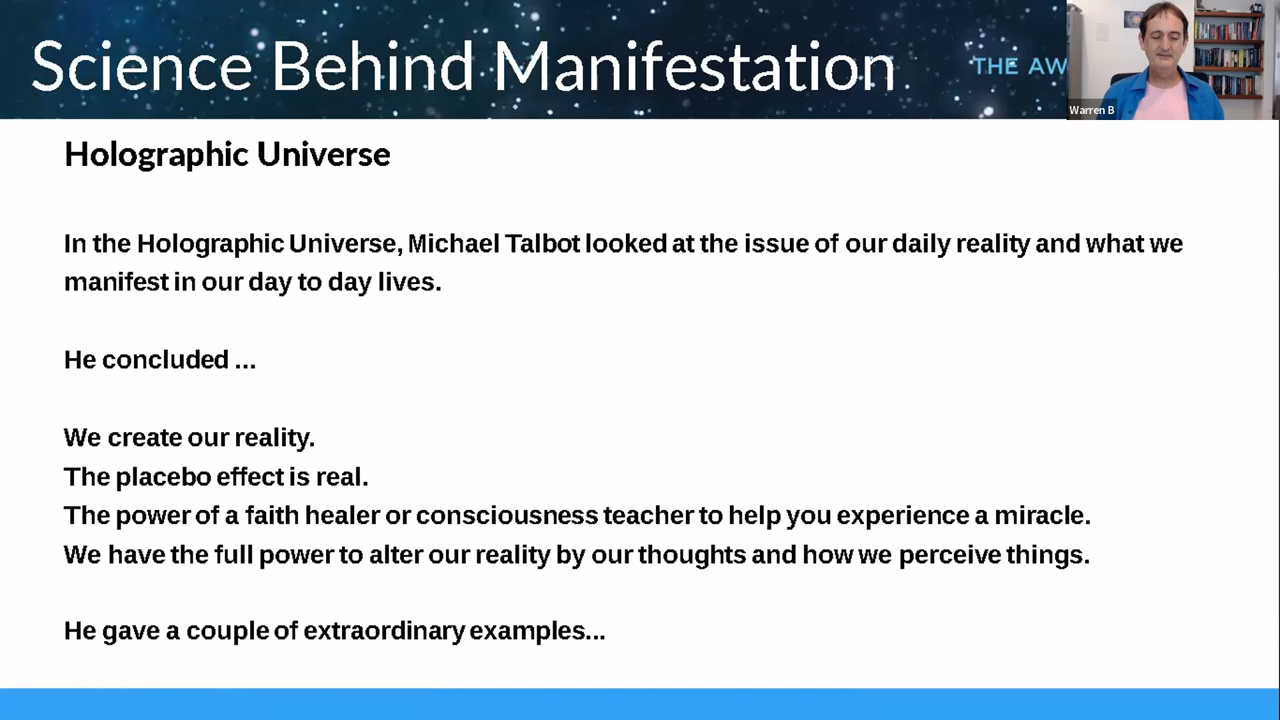 Science Behind Manifestation
THE AW
Warren B
Holographic Universe
In the Holographic Universe, Michael Talbot looked at the issue of our daily reality and what we
manifest in our day to day lives.
He concluded ...
We create our reality.
The placebo effect is real.
The power of a faith healer or consciousness teacher to help you experience a miracle.
We have the full power to alter our reality by our thoughts and how we perceive things.
He gave a couple of extraordinary examples...